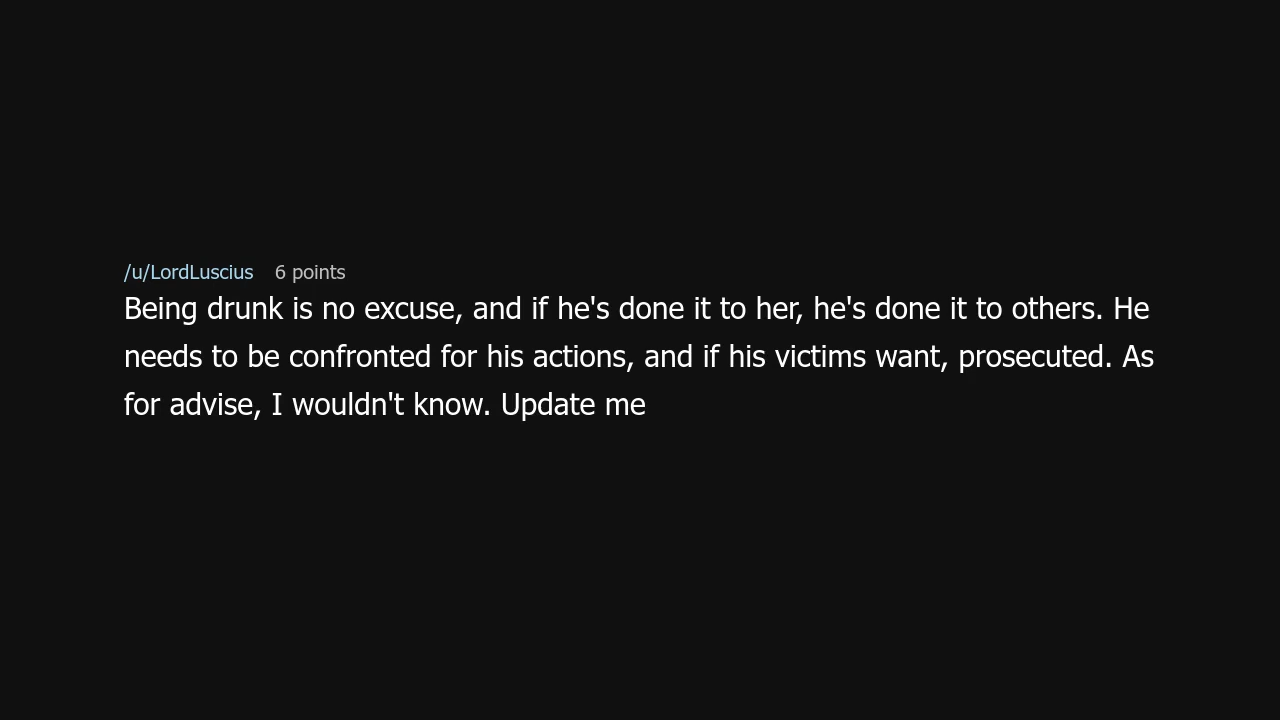 /u/LordLuscius 6 points
Being drunk is no excuse, and if he's done it to her, he's done it to others. He
needs to be confronted for his actions, and if his victims want, prosecuted. As
for advise, I wouldn't know. Update me